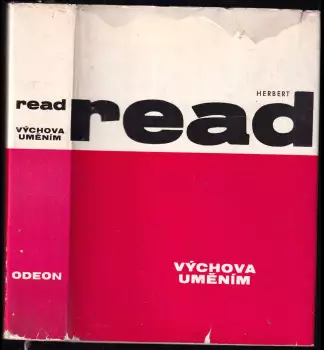 read
VÝCHOVA
UMĚNÍM
ODEON
HERBERT
read
VÝCHOVA
UMĚNÍM